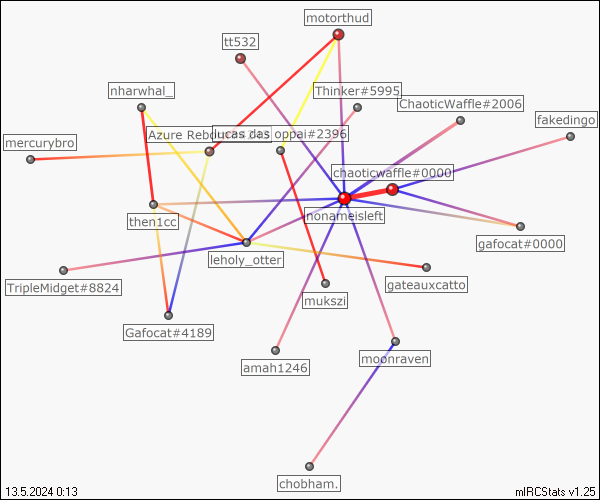 motorthud
tt532
nharwhal_
Thinker#5995
ChaoticWaffle#2006
fakedingo
mercurybro
Azure
lucas das oppai#2396
chaoticwaffle#0000
then1cc
nonameisleft
gafocat#0000
leholy_otter
TripleMidget#8824
gateauxcatto
mukszi
Gafocat#4189
amah1246
moonraven
chobham.
13.5.2024 0:13
mIRCStats v1.25